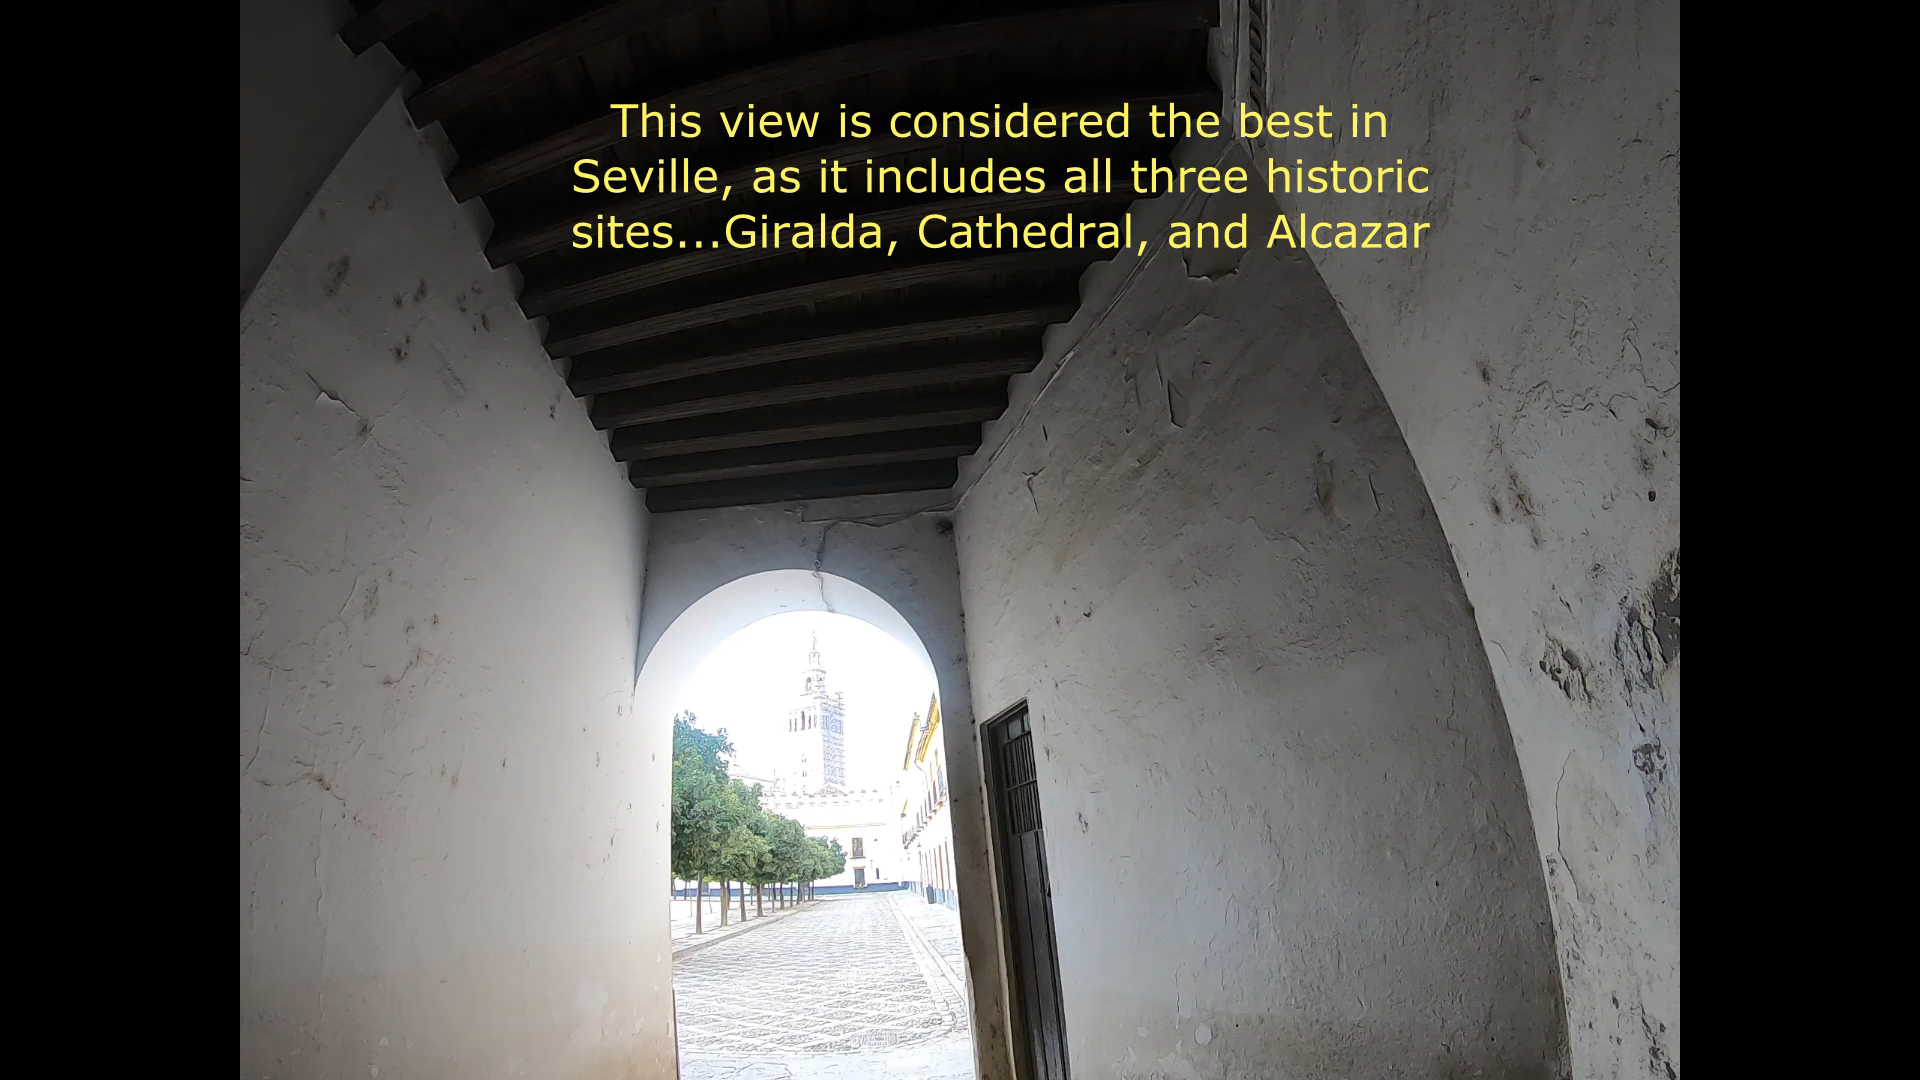 This view is considered the best in
Seville, as it includes all three historic
sites...Giralda, Cathedral, and Alcazar